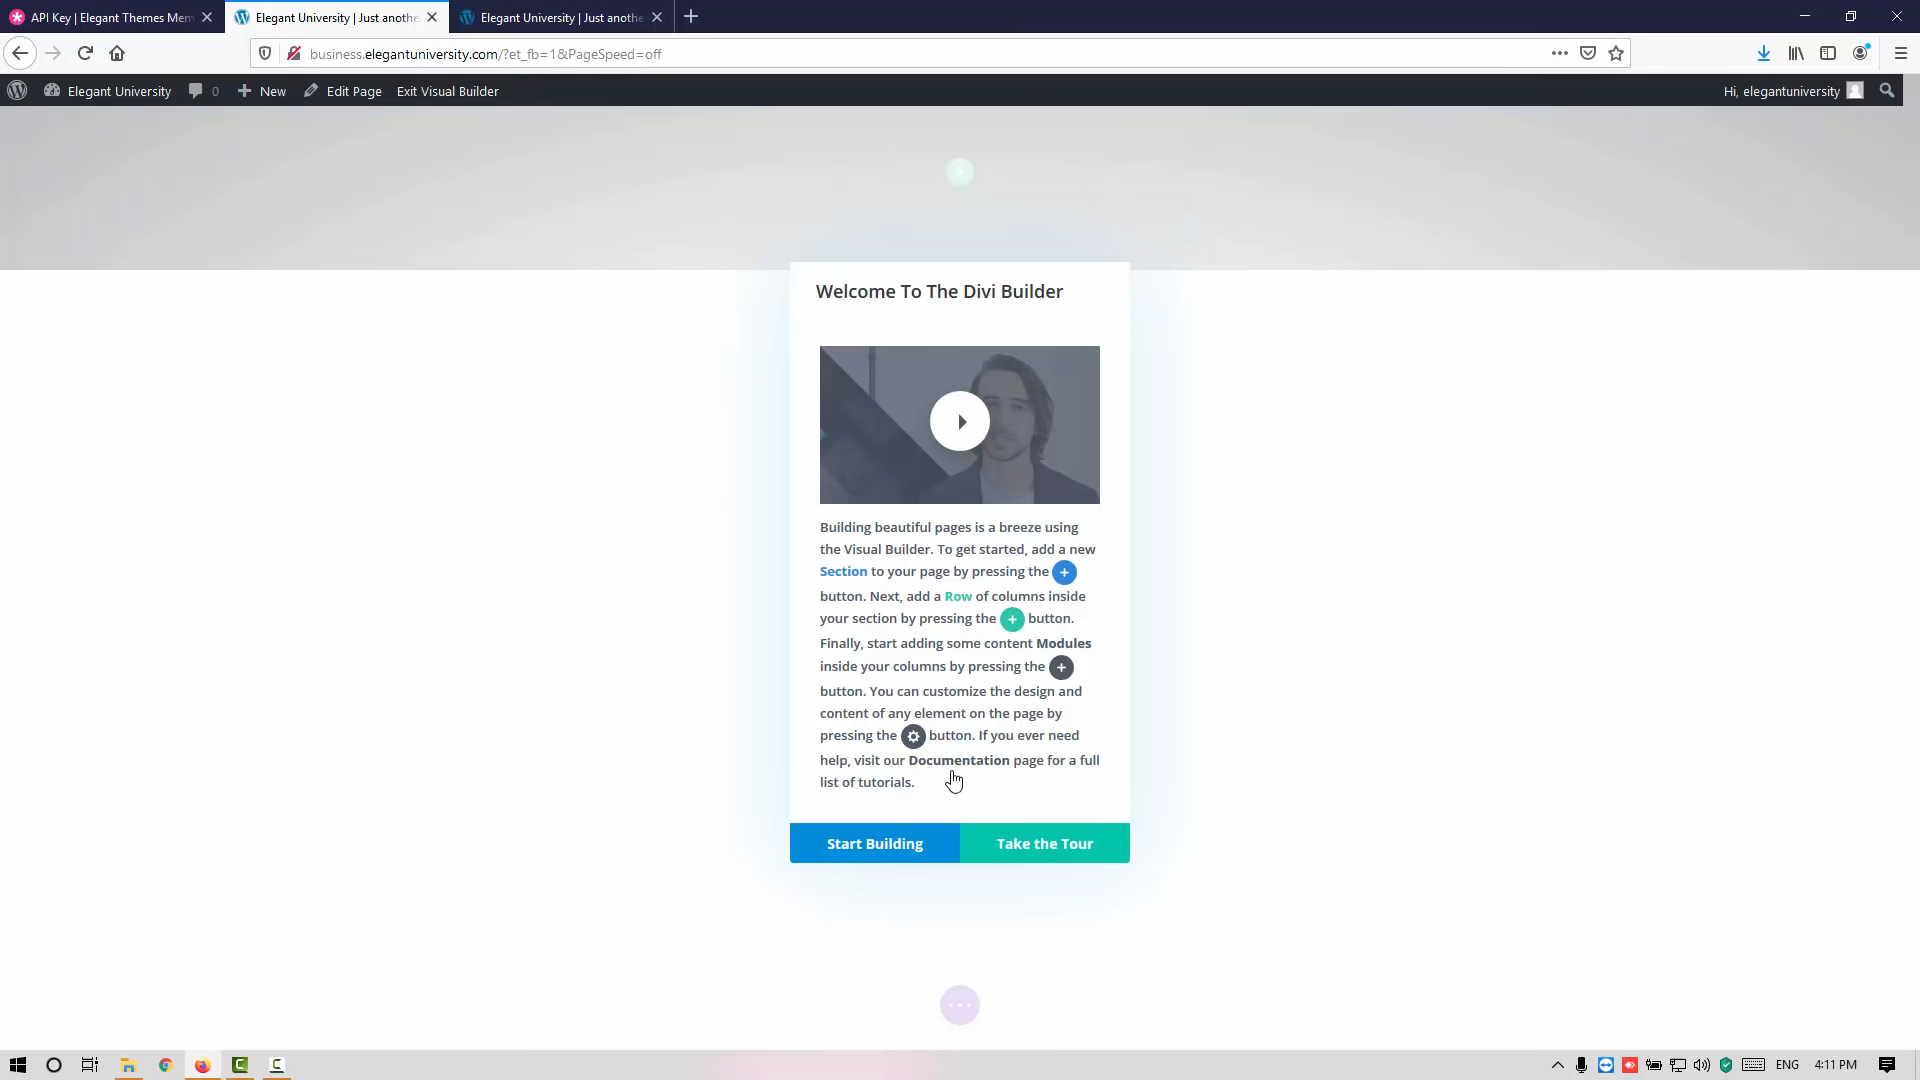 API Key | Elegant Themes Mem
Elegant University | Just anothe
Elegant University | Just anothe
business.elegantuniversity.com/?et_fb=1&PageSpeed=off
Elegant University
0
New
Edit Page
Exit Visual Builder
Hi, elegantuniversity
Welcome To The Divi Builder
Building beautiful pages is a breeze using
the Visual Builder. To get started, add a new
Section to your page by pressing the
button. Next, add a Row of columns inside
your section by pressing the button.
Finally, start adding some content Modules
inside your columns by pressing the
button. You can customize the design and
content of any element on the page by
pressing the button. If you ever need
help, visit our Documentation page for a full
list of tutorials.
Start Building
Take the Tour
ENG
4:11 PM